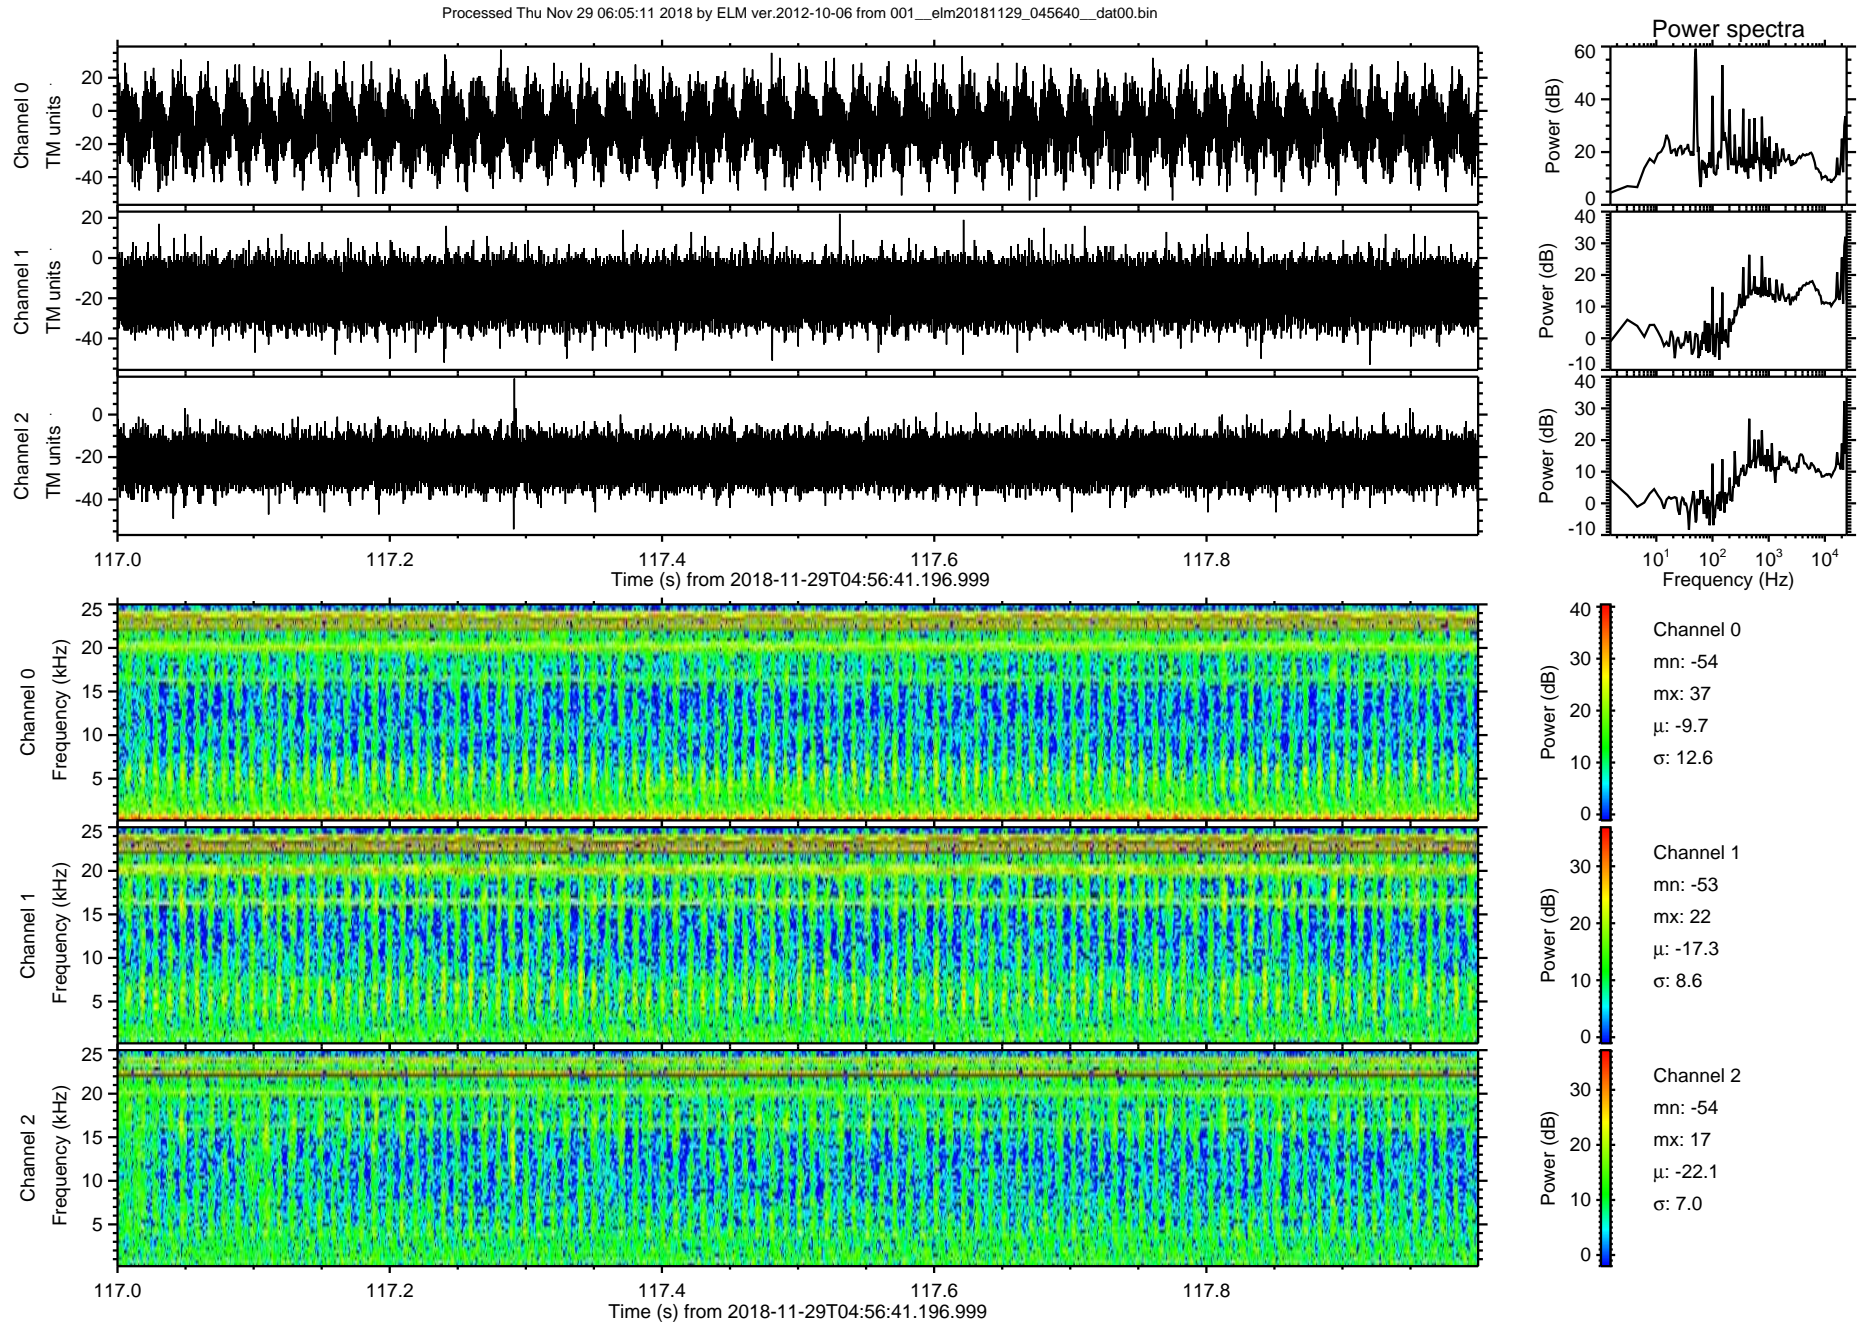 Processed Thu Nov 29 06:05:11 2018 by ELM ver.2012-10-06 from 001__elm20181129_045640__dat00.bin
Power spectra
Channel 0
TM units
20
0
-20
-40
Power (dB)
60
40
20
0
Channel 1
TM units
20
0
-20
-40
Power (dB)
40
30
20
10
0
-10
Channel 2
TM units
0
-20
-40
Power (dB)
40
30
20
10
0
-10
117.0 117.2 117.4 117.6 117.8
Time (s) from 2018-11-29T04:56:41.196.999
10¹ 10² 10³ 10⁴
Frequency (Hz)
Channel 0
Frequency (kHz)
25
20
15
10
5
Power (dB)
40
30
20
10
0
Channel 0
mn: -54
mx: 37
μ: -9.7
σ: 12.6
Channel 1
Frequency (kHz)
25
20
15
10
5
Power (dB)
30
20
10
0
Channel 1
mn: -53
mx: 22
μ: -17.3
σ: 8.6
Channel 2
Frequency (kHz)
25
20
15
10
5
Power (dB)
30
20
10
0
Channel 2
mn: -54
mx: 17
μ: -22.1
σ: 7.0
117.0 117.2 117.4 117.6 117.8
Time (s) from 2018-11-29T04:56:41.196.999